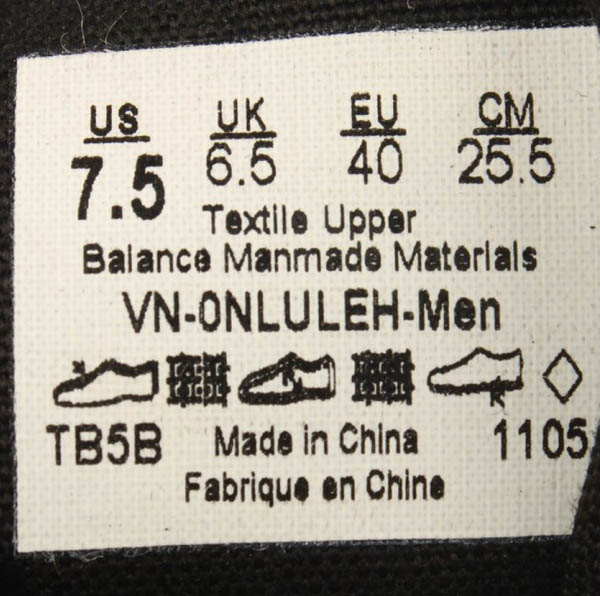 US UK EU CM
7.5 6.5 40 25.5
Textile Upper
Balance Manmade Materials
VN-0NLULEH-Men
TB5B Made in China 1105
Fabrique en Chine